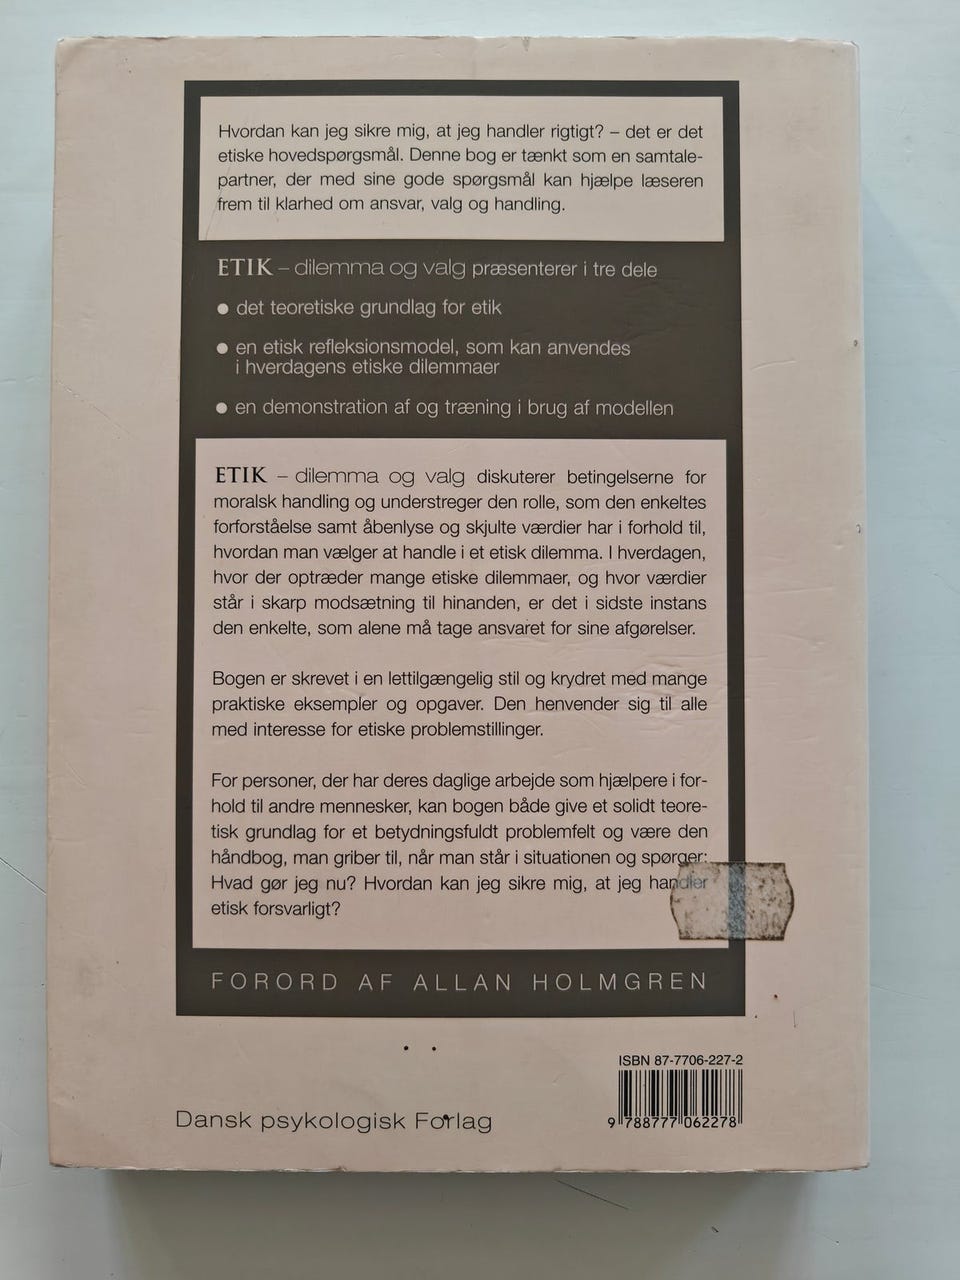 Hvordan kan jeg sikre mig, at jeg handler rigtigt? – det er det
etiske hovedspørgsmål. Denne bog er tænkt som en samtale-
partner, der med sine gode spørgsmål kan hjælpe læseren
frem til klarhed om ansvar, valg og handling.
ETIK – dilemma og valg præsenterer i tre dele
● det teoretiske grundlag for etik
● en etisk refleksionsmodel, som kan anvendes
i hverdagens etiske dilemmaer
● en demonstration af og træning i brug af modellen
ETIK – dilemma og valg diskuterer betingelserne for
moralsk handling og understreger den rolle, som den enkeltes
forforståelse samt åbenlyse og skjulte værdier har i forhold til,
hvordan man vælger at handle i et etisk dilemma. I hverdagen,
hvor der optræder mange etiske dilemmaer, og hvor værdier
står i skarp modsætning til hinanden, er det i sidste instans
den enkelte, som alene må tage ansvaret for sine afgørelser.
Bogen er skrevet i en lettilgængelig stil og krydret med mange
praktiske eksempler og opgaver. Den henvender sig til alle
med interesse for etiske problemstillinger.
For personer, der har deres daglige arbejde som hjælpere i for-
hold til andre mennesker, kan bogen både give et solidt teore-
tisk grundlag for et betydningsfuldt problemfelt og være den
håndbog, man griber til, når man står i situationen og spørger:
Hvad gør jeg nu? Hvordan kan jeg sikre mig, at jeg handler
etisk forsvarligt?
FORORD AF ALLAN HOLMGREN
ISBN 87-7706-227-2
9 788777 062278
Dansk psykologisk Forlag